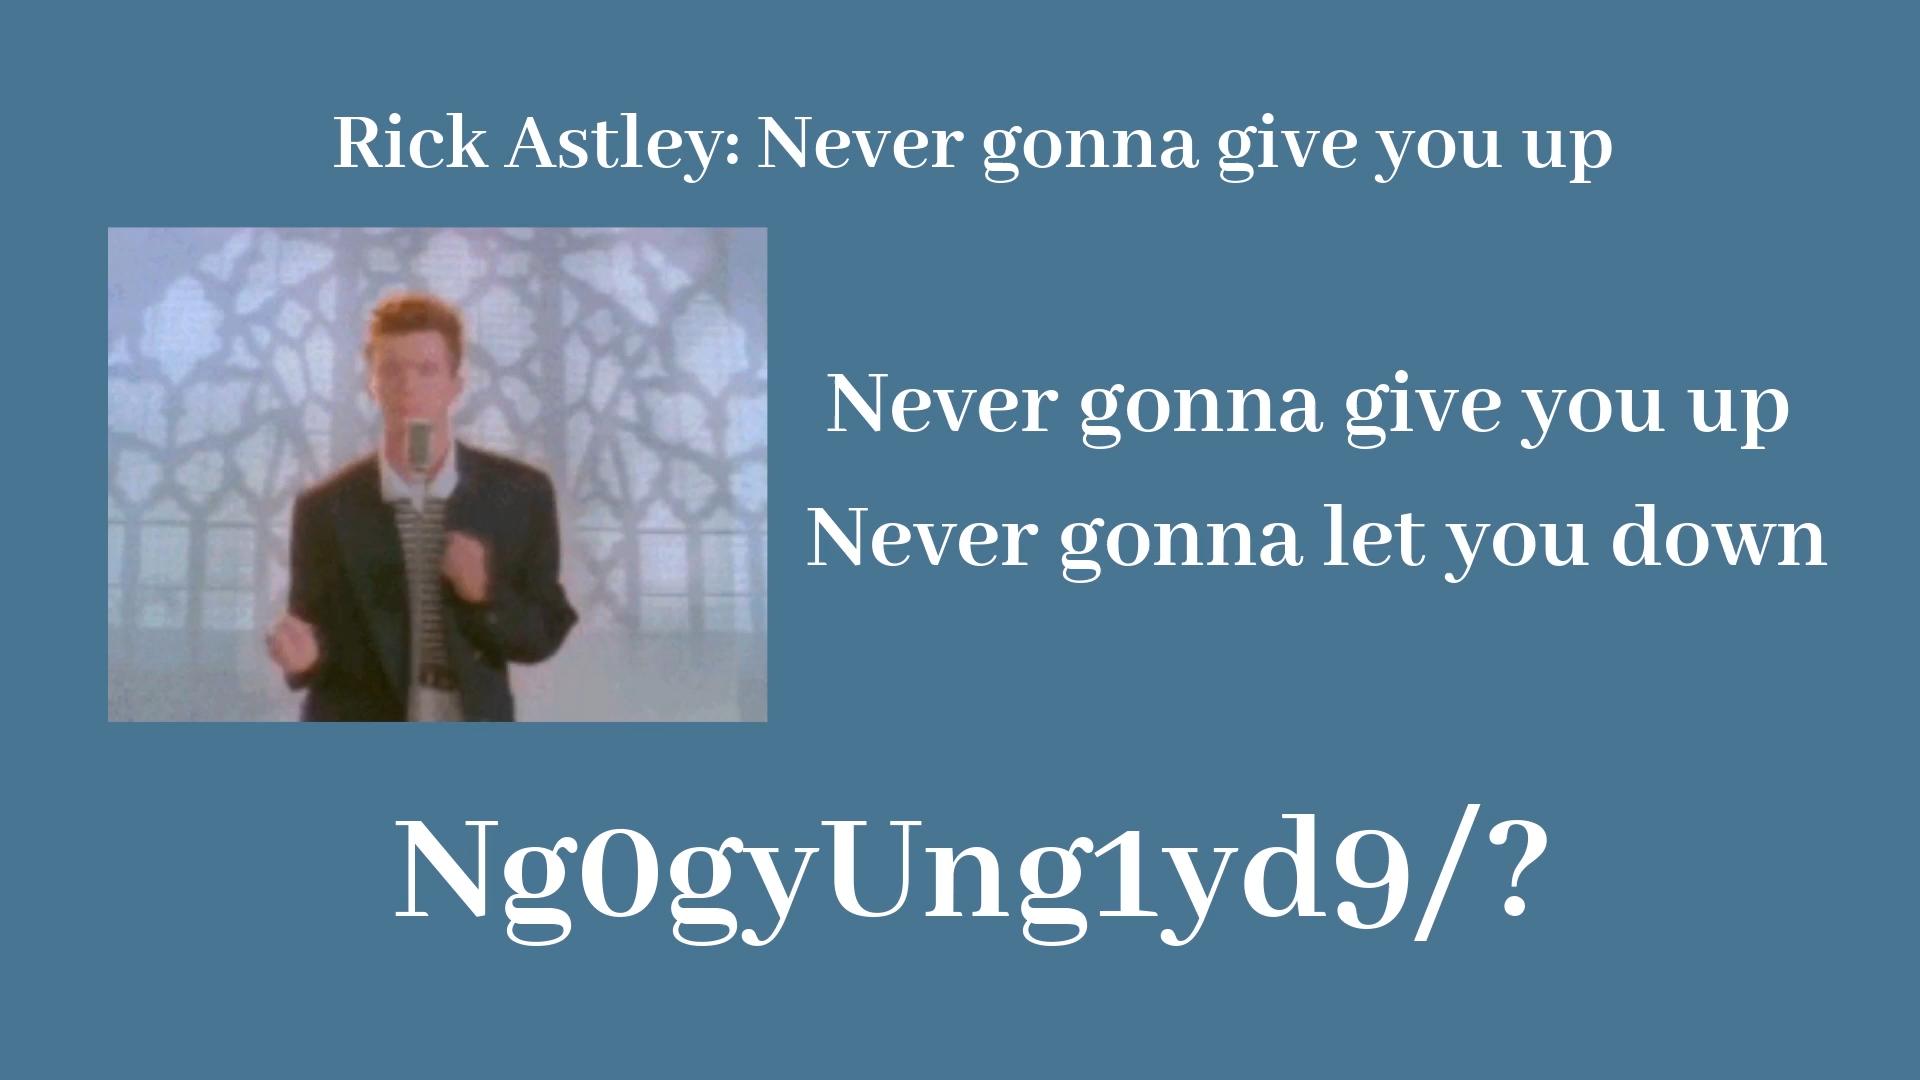 Rick Astley: Never gonna give you up
Never gonna give you up
Never gonna let you down
Ng0gyUng1yd9/?